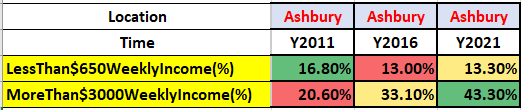 Location Ashbury Ashbury Ashbury
Time Y2011 Y2016 Y2021
LessThan$650WeeklyIncome(%) 16.80% 13.00% 13.30%
MoreThan$3000WeeklyIncome(%) 20.60% 33.10% 43.30%